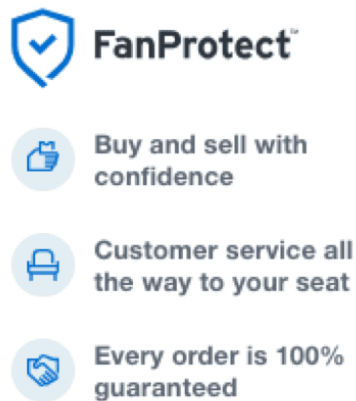 FanProtect™
Buy and sell with
confidence
Customer service all
the way to your seat
Every order is 100%
guaranteed